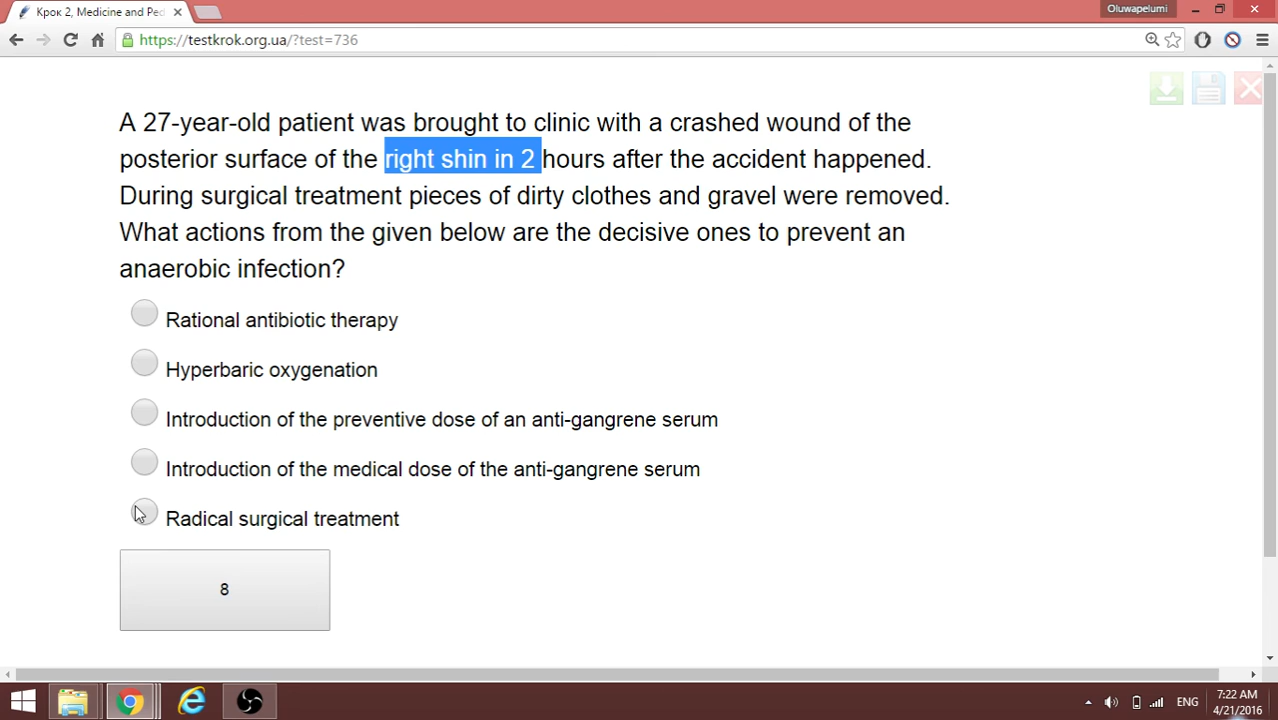 Крок 2, Medicine and Ped
Oluwapelumi
https://testkrok.org.ua/?test=736
A 27-year-old patient was brought to clinic with a crashed wound of the
posterior surface of the right shin in 2 hours after the accident happened.
During surgical treatment pieces of dirty clothes and gravel were removed.
What actions from the given below are the decisive ones to prevent an
anaerobic infection?
Rational antibiotic therapy
Hyperbaric oxygenation
Introduction of the preventive dose of an anti-gangrene serum
Introduction of the medical dose of the anti-gangrene serum
Radical surgical treatment
8
ENG
7:22 AM
4/21/2016